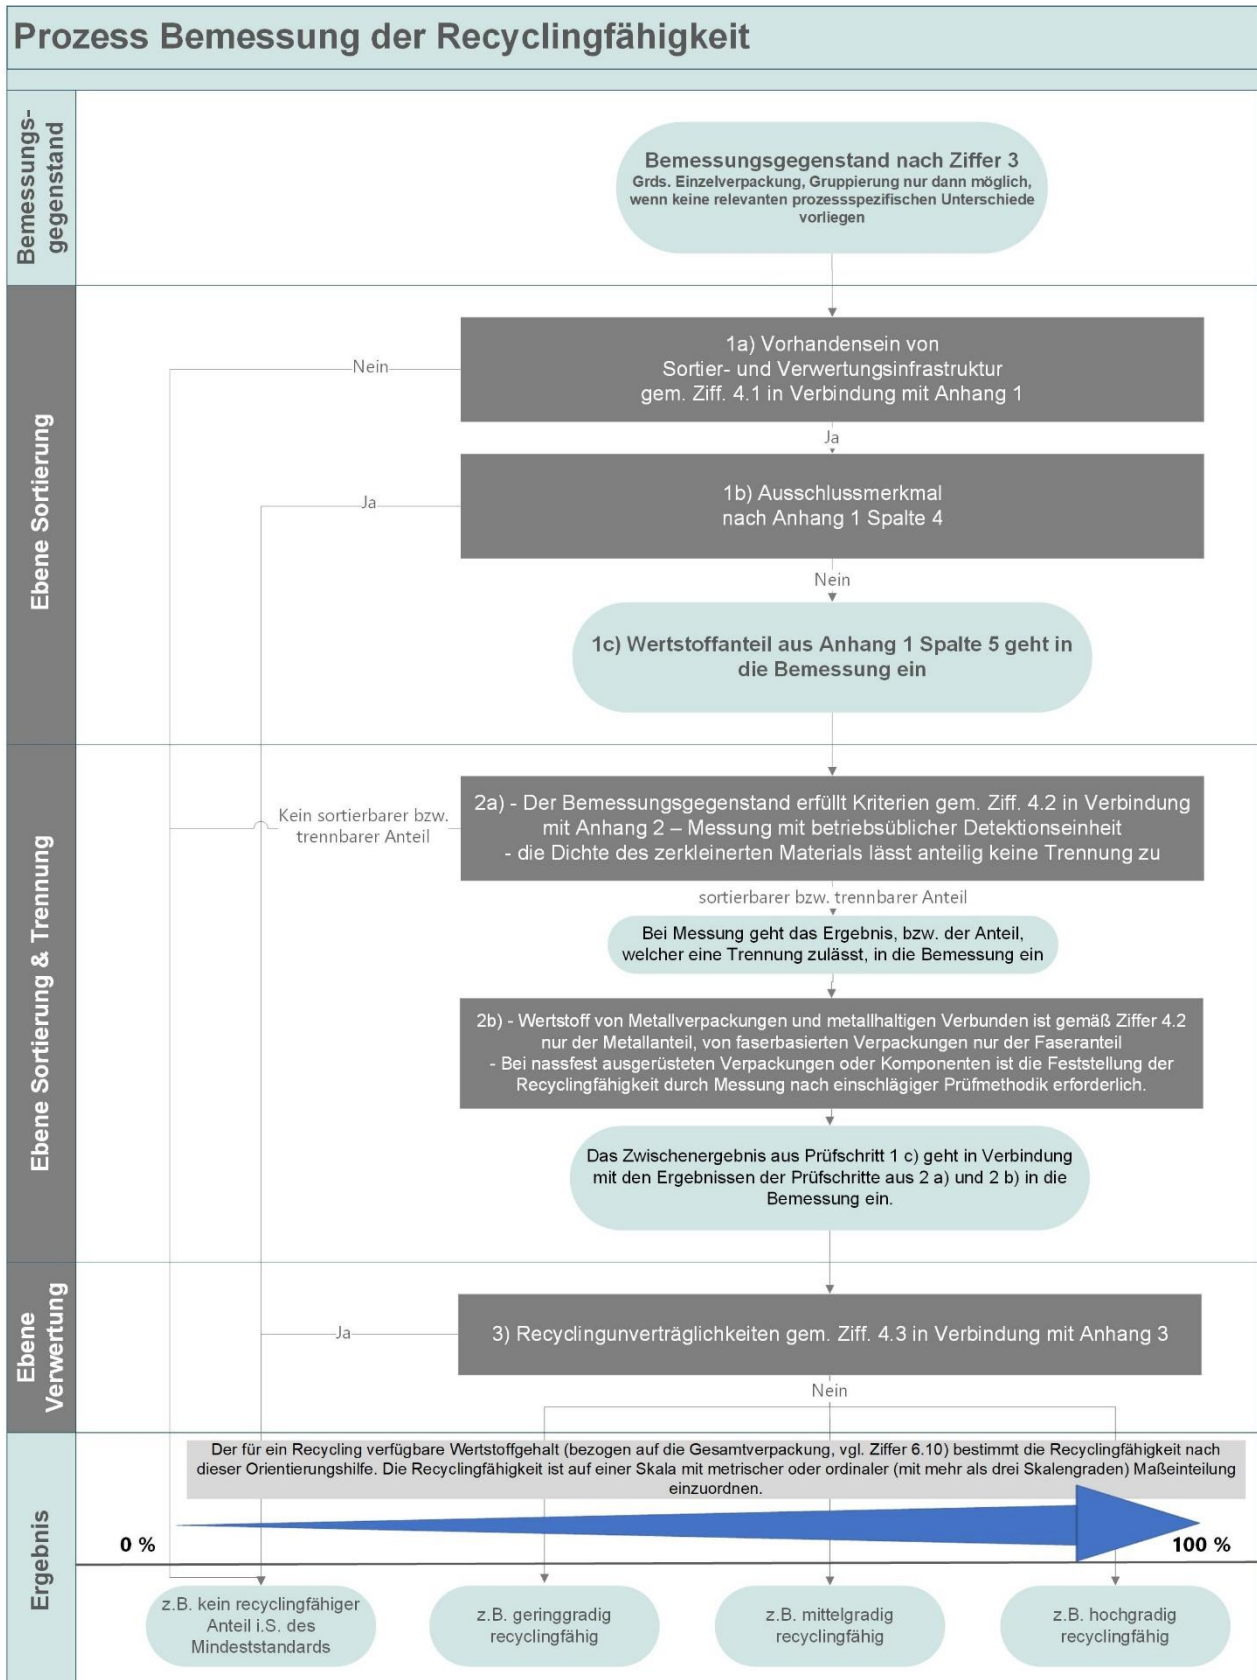 Prozess Bemessung der Recyclingfähigkeit
Bemessungs-
gegenstand
Bemessungsgegenstand nach Ziffer 3
Grds. Einzelverpackung, Gruppierung nur dann möglich,
wenn keine relevanten prozessspezifischen Unterschiede
vorliegen
Ebene Sortierung
1a) Vorhandensein von
Sortier- und Verwertungsinfrastruktur
gem. Ziff. 4.1 in Verbindung mit Anhang 1
Nein
Ja
1b) Ausschlussmerkmal
nach Anhang 1 Spalte 4
Ja
Nein
1c) Wertstoffanteil aus Anhang 1 Spalte 5 geht in
die Bemessung ein
Ebene Sortierung & Trennung
2a) - Der Bemessungsgegenstand erfüllt Kriterien gem. Ziff. 4.2 in Verbindung
mit Anhang 2 – Messung mit betriebsüblicher Detektionseinheit
- die Dichte des zerkleinerten Materials lässt anteilig keine Trennung zu
Kein sortierbarer bzw.
trennbarer Anteil
sortierbarer bzw. trennbarer Anteil
Bei Messung geht das Ergebnis, bzw. der Anteil,
welcher eine Trennung zulässt, in die Bemessung ein
2b) - Wertstoff von Metallverpackungen und metallhaltigen Verbunden ist gemäß Ziffer 4.2
nur der Metallanteil, von faserbasierten Verpackungen nur der Faseranteil
- Bei nassfest ausgerüsteten Verpackungen oder Komponenten ist die Feststellung der
Recyclingfähigkeit durch Messung nach einschlägiger Prüfmethodik erforderlich.
Das Zwischenergebnis aus Prüfschritt 1 c) geht in Verbindung
mit den Ergebnissen der Prüfschritte aus 2 a) und 2 b) in die
Bemessung ein.
Ebene
Verwertung
3) Recyclingunverträglichkeiten gem. Ziff. 4.3 in Verbindung mit Anhang 3
Ja
Nein
Ergebnis
Der für ein Recycling verfügbare Wertstoffgehalt (bezogen auf die Gesamtverpackung, vgl. Ziffer 6.10) bestimmt die Recyclingfähigkeit nach
dieser Orientierungshilfe. Die Recyclingfähigkeit ist auf einer Skala mit metrischer oder ordinaler (mit mehr als drei Skalengraden) Maßeinteilung
einzuordnen.
0 %
100 %
z.B. kein recyclingfähiger
Anteil i.S. des
Mindeststandards
z.B. geringgradig
recyclingfähig
z.B. mittelgradig
recyclingfähig
z.B. hochgradig
recyclingfähig